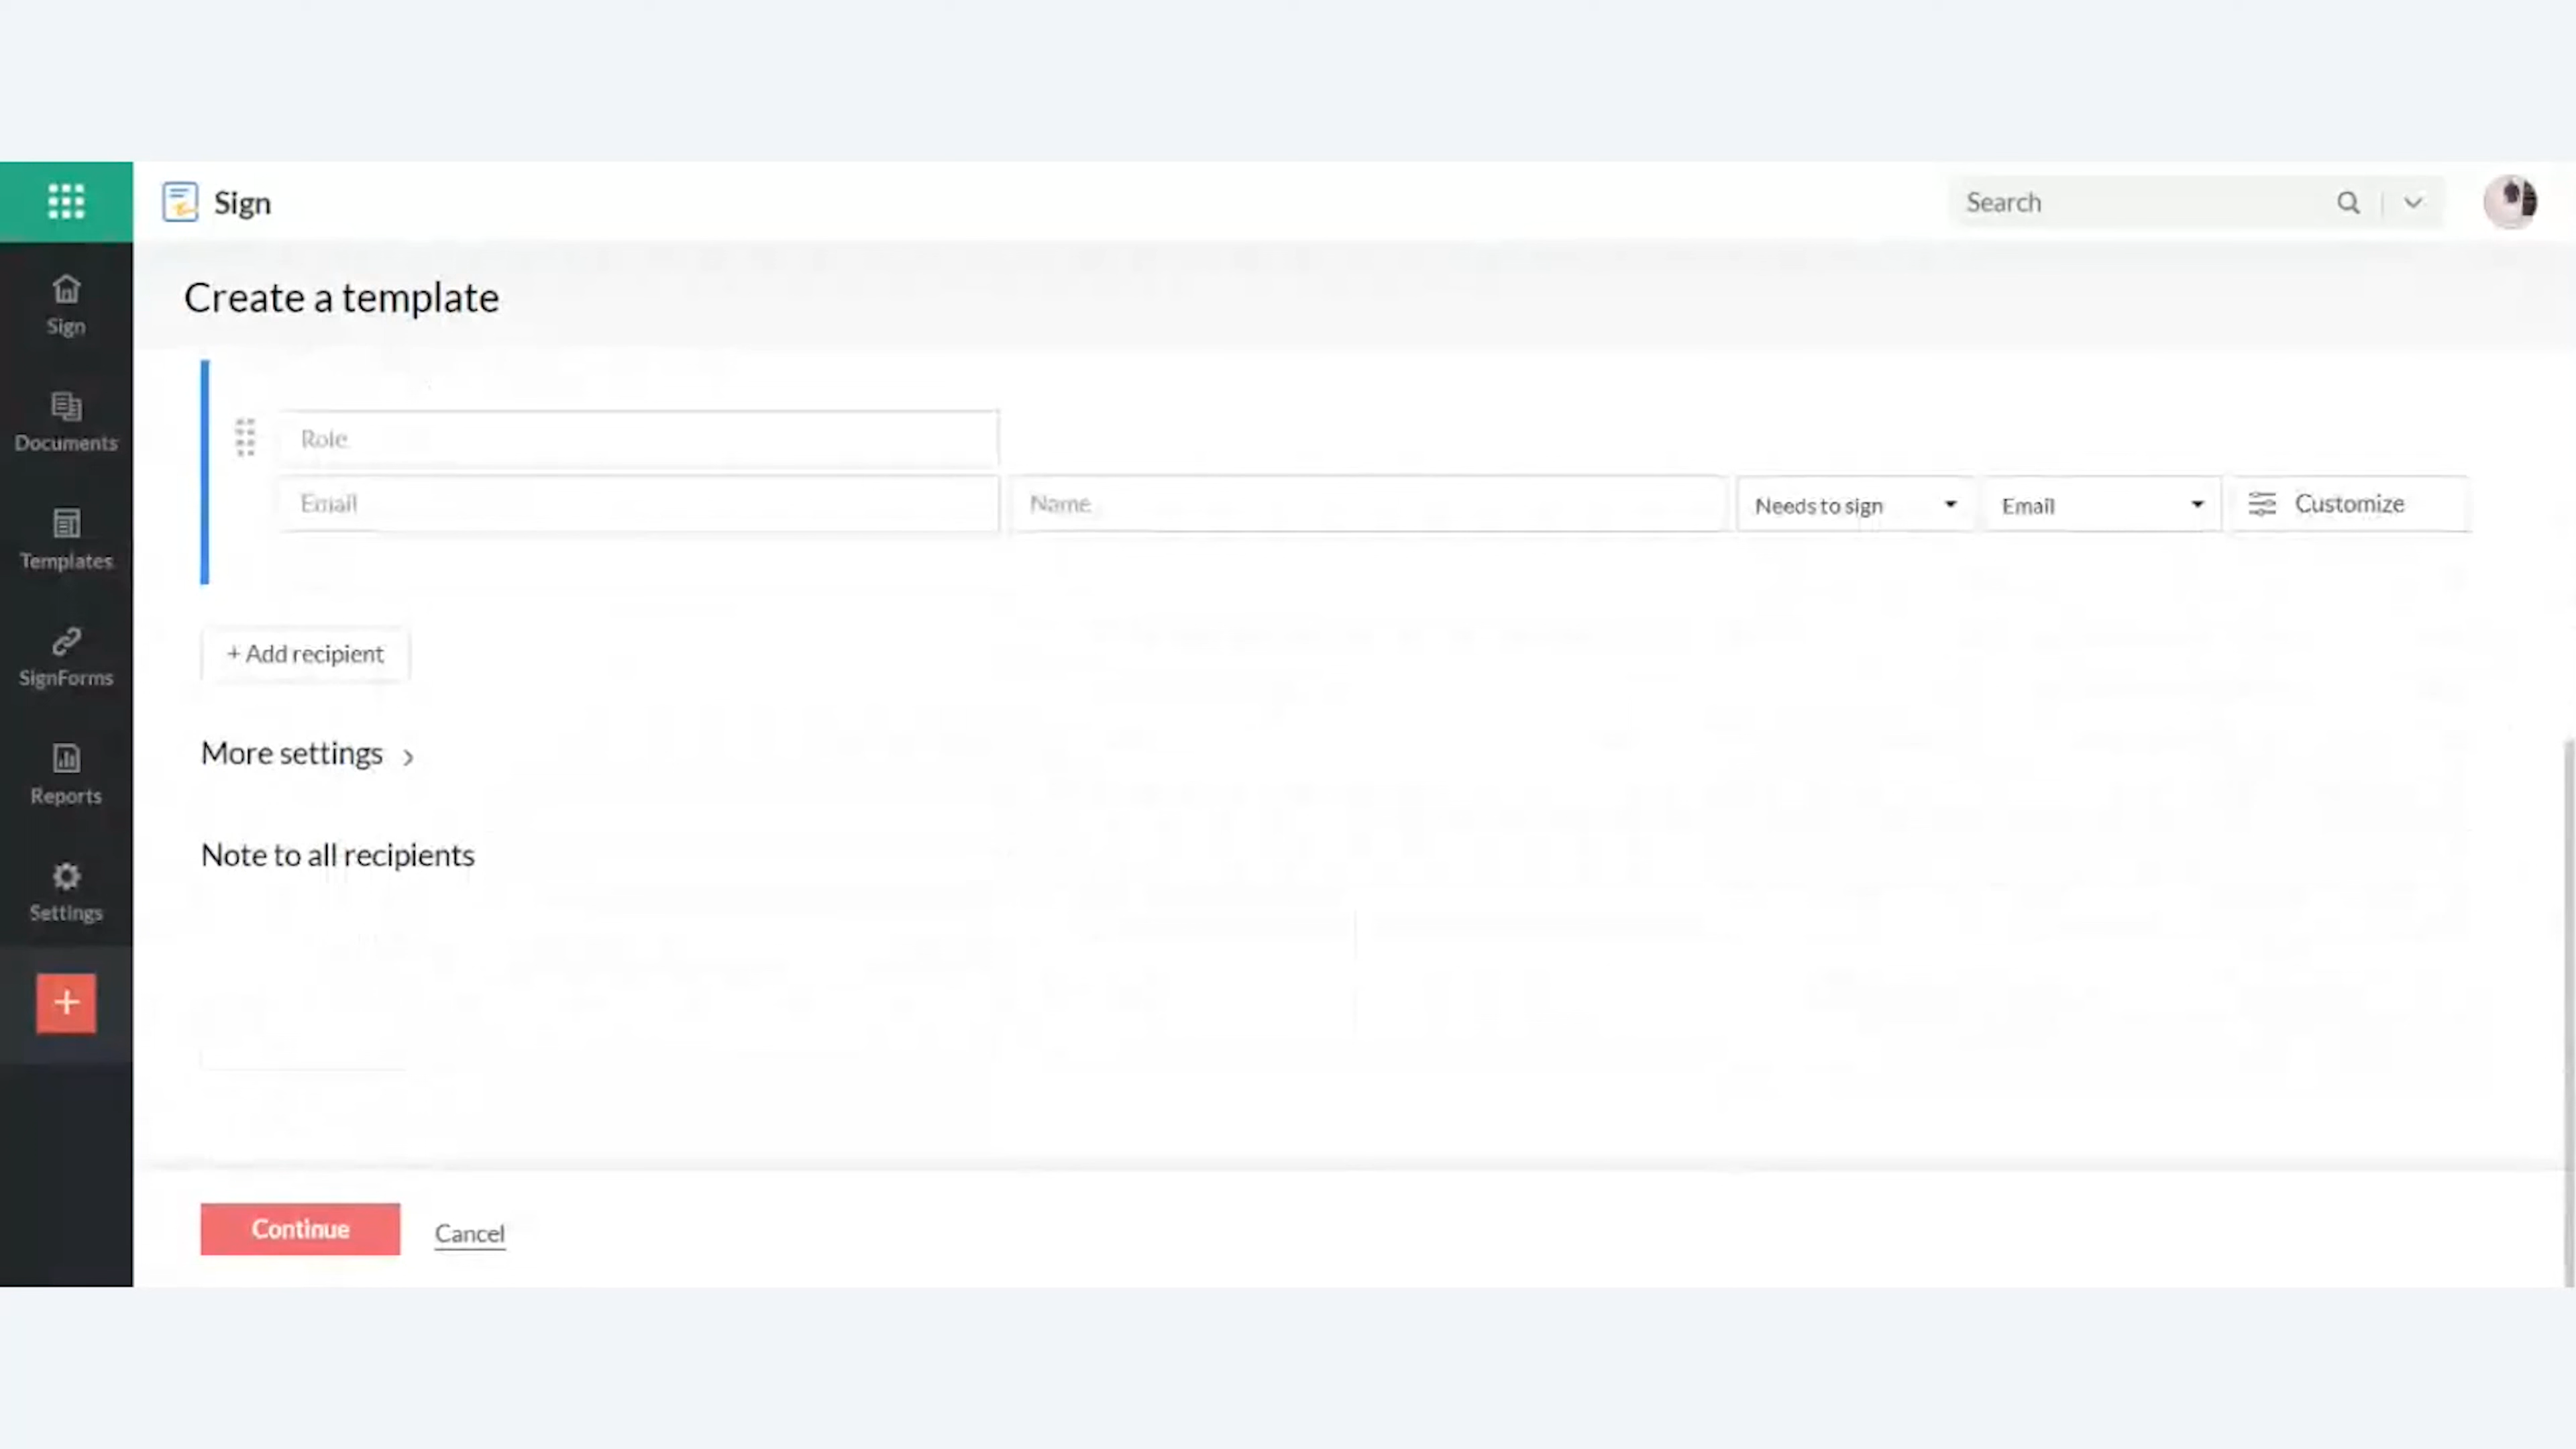 Sign
Search
Create a template
Sign
Documents
Templates
SignForms
Reports
Settings
Role
Email
Name
Needs to sign
Email
Customize
+ Add recipient
More settings
Note to all recipients
Continue
Cancel